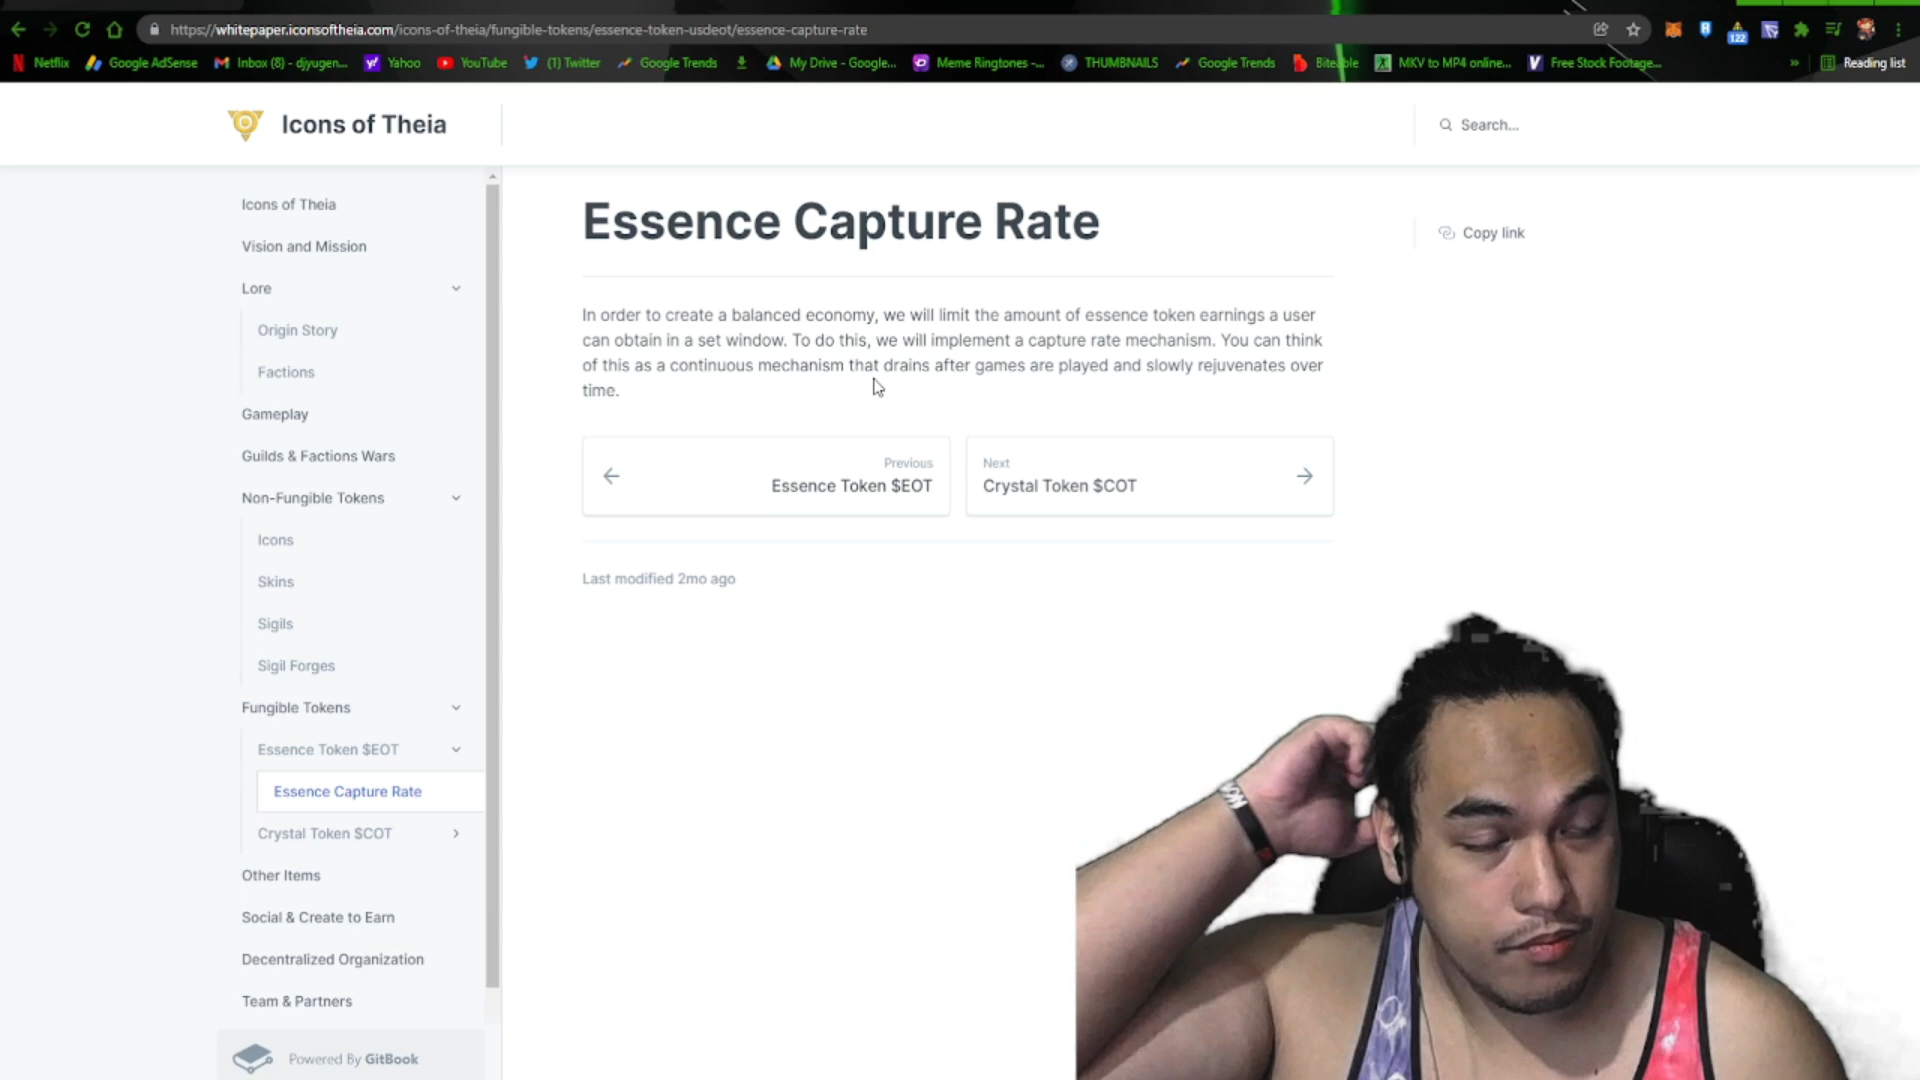 https://whitepaper.iconsoftheia.com/icons-of-theia/fungible-tokens/essence-token-usdeot/essence-capture-rate
122
Netflix
Google AdSense
Inbox (8) - djyugen...
Yahoo
YouTube
(1) Twitter
Google Trends
My Drive - Google...
Meme Ringtones -...
THUMBNAILS
Google Trends
Biteable
MKV to MP4 online...
Free Stock Footage...
»
Reading list
Icons of Theia
Search...
Icons of Theia
Vision and Mission
Lore
Origin Story
Factions
Gameplay
Guilds & Factions Wars
Non-Fungible Tokens
Icons
Skins
Sigils
Sigil Forges
Fungible Tokens
Essence Token $EOT
Essence Capture Rate
Crystal Token $COT
Other Items
Social & Create to Earn
Decentralized Organization
Team & Partners
Powered By GitBook
Essence Capture Rate
Copy link
In order to create a balanced economy, we will limit the amount of essence token earnings a user
can obtain in a set window. To do this, we will implement a capture rate mechanism. You can think
of this as a continuous mechanism that drains after games are played and slowly rejuvenates over
time.
Previous
Essence Token $EOT
Next
Crystal Token $COT
Last modified 2mo ago